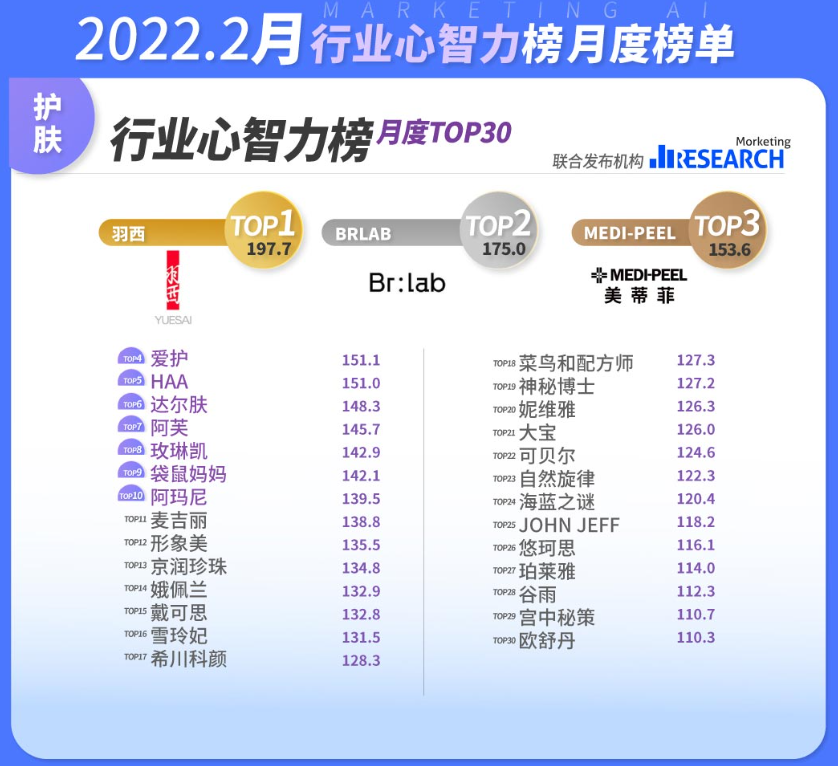 MARKETING AI
2022.2月行业心智力榜月度榜单
护
肤
行业心智力榜月度TOP30
联合发布机构 Morketing RESEARCH
羽西 TOP1 197.7
BRLAB TOP2 175.0
MEDI-PEEL TOP3 153.6
羽西
YUESAI
Br:lab
MEDI-PEEL
美蒂菲
TOP4 爱护 151.1
TOP5 HAA 151.0
TOP6 达尔肤 148.3
TOP7 阿芙 145.7
TOP8 玫琳凯 142.9
TOP9 袋鼠妈妈 142.1
TOP10 阿玛尼 139.5
TOP11 麦吉丽 138.8
TOP12 形象美 135.5
TOP13 京润珍珠 134.8
TOP14 娥佩兰 132.9
TOP15 戴可思 132.8
TOP16 雪玲妃 131.5
TOP17 希川科颜 128.3
TOP18 菜鸟和配方师 127.3
TOP19 神秘博士 127.2
TOP20 妮维雅 126.3
TOP21 大宝 126.0
TOP22 可贝尔 124.6
TOP23 自然旋律 122.3
TOP24 海蓝之谜 120.4
TOP25 JOHN JEFF 118.2
TOP26 悠珂思 116.1
TOP27 珀莱雅 114.0
TOP28 谷雨 112.3
TOP29 宫中秘策 110.7
TOP30 欧舒丹 110.3